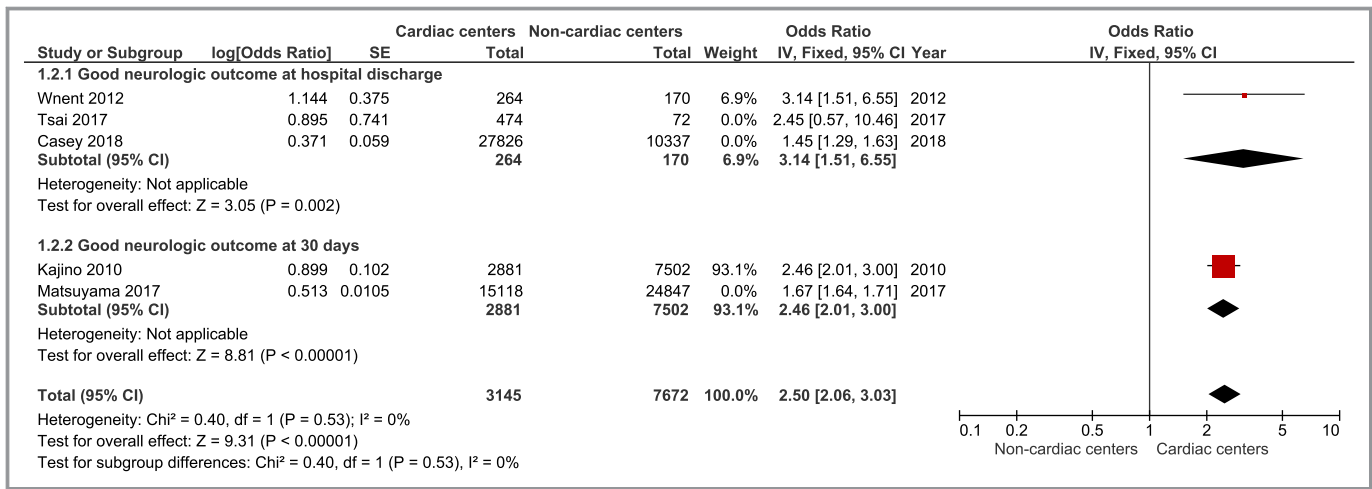 Cardiac centers Non-cardiac centers Odds Ratio Odds Ratio
Study or Subgroup log[Odds Ratio] SE Total Total Weight IV, Fixed, 95% CI Year IV, Fixed, 95% CI
1.2.1 Good neurologic outcome at hospital discharge
Wnent 2012 1.144 0.375 264 170 6.9% 3.14 [1.51, 6.55] 2012
Tsai 2017 0.895 0.741 474 72 0.0% 2.45 [0.57, 10.46] 2017
Casey 2018 0.371 0.059 27826 10337 0.0% 1.45 [1.29, 1.63] 2018
Subtotal (95% CI) 264 170 6.9% 3.14 [1.51, 6.55]
Heterogeneity: Not applicable
Test for overall effect: Z = 3.05 (P = 0.002)
1.2.2 Good neurologic outcome at 30 days
Kajino 2010 0.899 0.102 2881 7502 93.1% 2.46 [2.01, 3.00] 2010
Matsuyama 2017 0.513 0.0105 15118 24847 0.0% 1.67 [1.64, 1.71] 2017
Subtotal (95% CI) 2881 7502 93.1% 2.46 [2.01, 3.00]
Heterogeneity: Not applicable
Test for overall effect: Z = 8.81 (P < 0.00001)
Total (95% CI) 3145 7672 100.0% 2.50 [2.06, 3.03]
Heterogeneity: Chi² = 0.40, df = 1 (P = 0.53); I² = 0%
Test for overall effect: Z = 9.31 (P < 0.00001)
Test for subgroup differences: Chi² = 0.40, df = 1 (P = 0.53), I² = 0%
0.1 0.2 0.5 1 2 5 10
Non-cardiac centers Cardiac centers